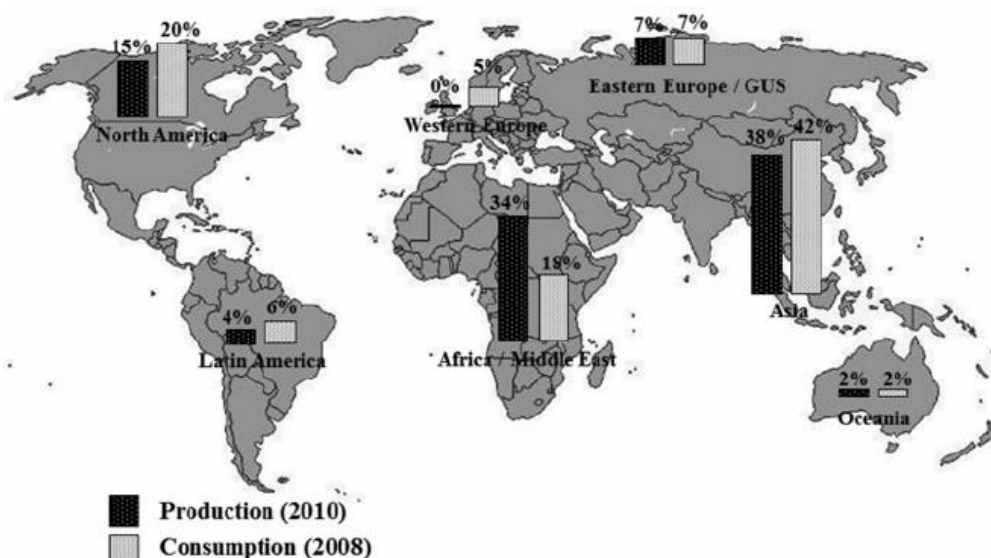 15% 20%
North America
0% 5%
Western Europe
7% 7%
Eastern Europe / GUS
38% 42%
Asia
34% 18%
Africa / Middle East
4% 6%
Latin America
2% 2%
Oceania
Production (2010)
Consumption (2008)